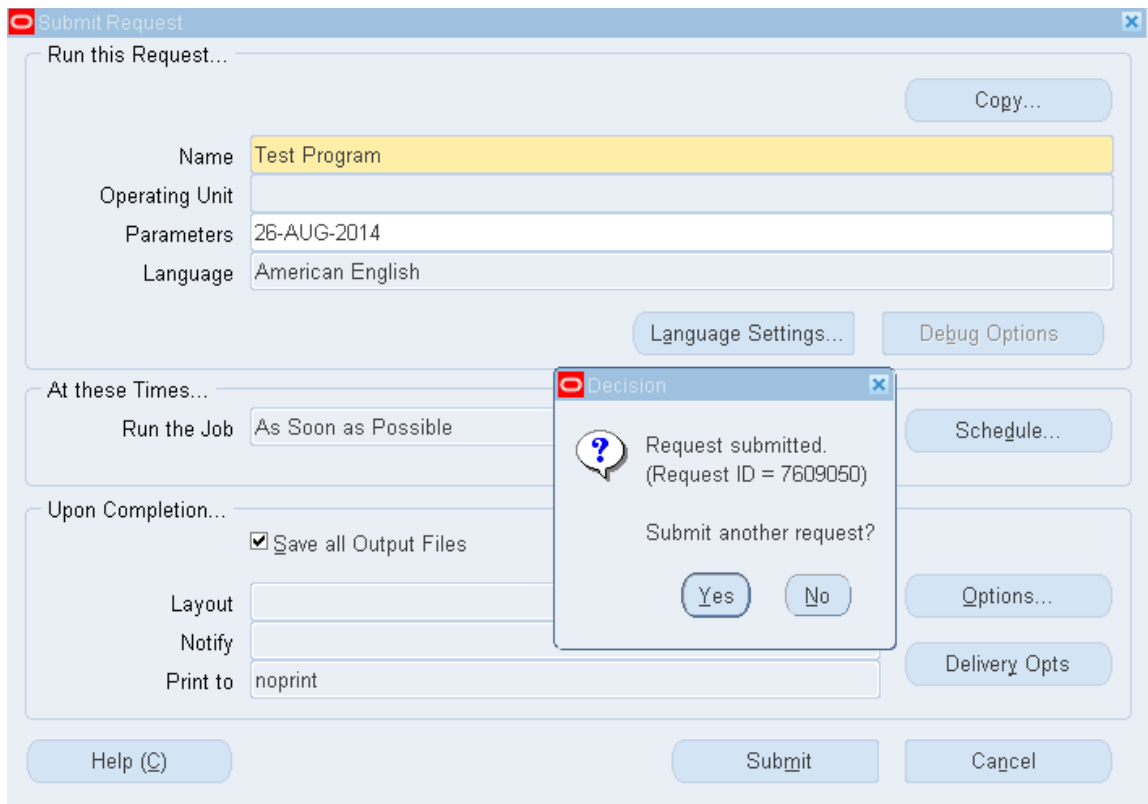 Submit Request
Run this Request...
Copy...
Name Test Program
Operating Unit
Parameters 26-AUG-2014
Language American English
Language Settings... Debug Options
At these Times...
Run the Job As Soon as Possible
Schedule...
Decision
?
Request submitted.
(Request ID = 7609050)
Submit another request?
Yes No
Upon Completion...
Save all Output Files
Layout
Options...
Notify
Delivery Opts
Print to noprint
Help (C) Submit Cancel